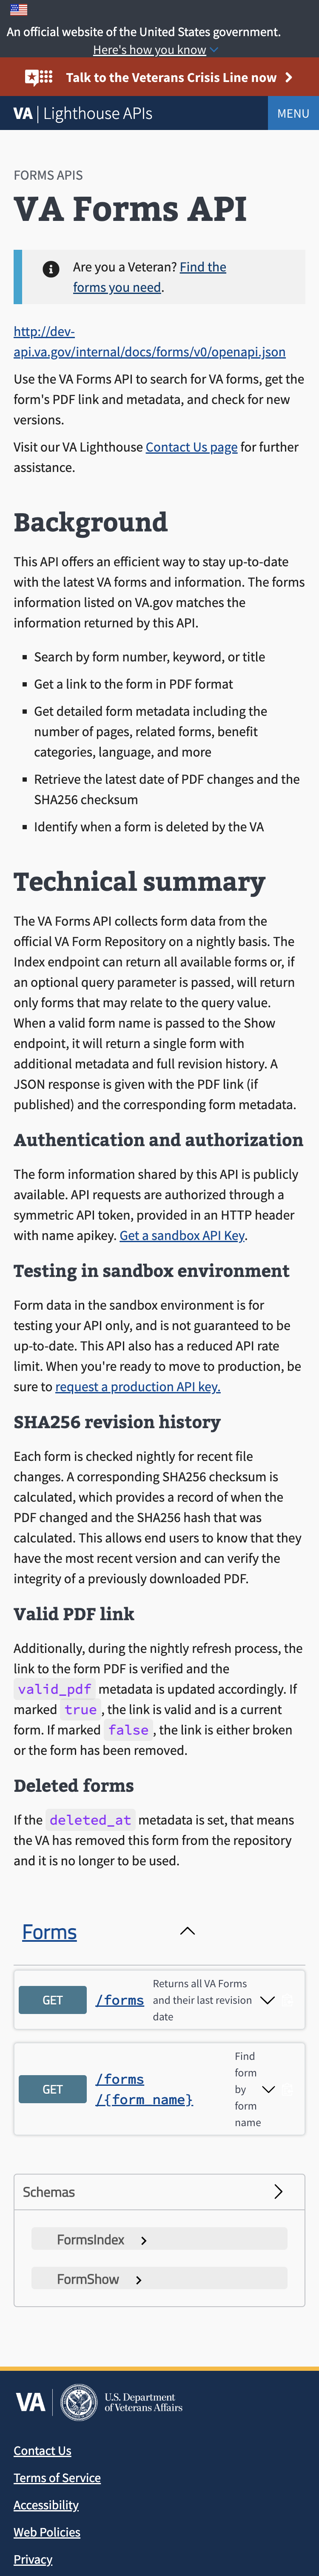 An official website of the United States government.
Here's how you know
Talk to the Veterans Crisis Line now
VA | Lighthouse APIs
MENU
FORMS APIS
VA Forms API
Are you a Veteran? Find the
forms you need.
http://dev-
api.va.gov/internal/docs/forms/v0/openapi.json
Use the VA Forms API to search for VA forms, get the
form's PDF link and metadata, and check for new
versions.
Visit our VA Lighthouse Contact Us page for further
assistance.
Background
This API offers an efficient way to stay up-to-date
with the latest VA forms and information. The forms
information listed on VA.gov matches the
information returned by this API.
Search by form number, keyword, or title
Get a link to the form in PDF format
Get detailed form metadata including the
number of pages, related forms, benefit
categories, language, and more
Retrieve the latest date of PDF changes and the
SHA256 checksum
Identify when a form is deleted by the VA
Technical summary
The VA Forms API collects form data from the
official VA Form Repository on a nightly basis. The
Index endpoint can return all available forms or, if
an optional query parameter is passed, will return
only forms that may relate to the query value.
When a valid form name is passed to the Show
endpoint, it will return a single form with
additional metadata and full revision history. A
JSON response is given with the PDF link (if
published) and the corresponding form metadata.
Authentication and authorization
The form information shared by this API is publicly
available. API requests are authorized through a
symmetric API token, provided in an HTTP header
with name apikey. Get a sandbox API Key.
Testing in sandbox environment
Form data in the sandbox environment is for
testing your API only, and is not guaranteed to be
up-to-date. This API also has a reduced API rate
limit. When you're ready to move to production, be
sure to request a production API key.
SHA256 revision history
Each form is checked nightly for recent file
changes. A corresponding SHA256 checksum is
calculated, which provides a record of when the
PDF changed and the SHA256 hash that was
calculated. This allows end users to know that they
have the most recent version and can verify the
integrity of a previously downloaded PDF.
Valid PDF link
Additionally, during the nightly refresh process, the
link to the form PDF is verified and the
valid_pdf metadata is updated accordingly. If
marked true, the link is valid and is a current
form. If marked false, the link is either broken
or the form has been removed.
Deleted forms
If the deleted_at metadata is set, that means
the VA has removed this form from the repository
and it is no longer to be used.
Forms
GET
/forms
Returns all VA Forms
and their last revision
date
GET
/forms
/{form_name}
Find
form
by
form
name
Schemas
FormsIndex
FormShow
VA
U.S. Department
of Veterans Affairs
Contact Us
Terms of Service
Accessibility
Web Policies
Privacy